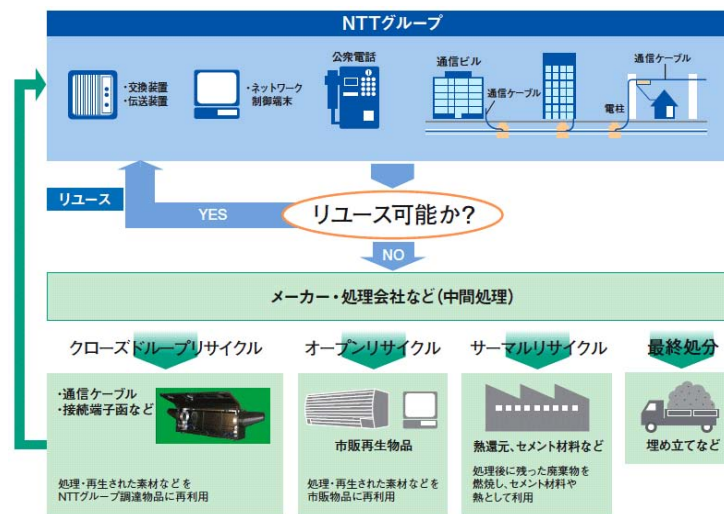 NTTグループ
・交換装置
・伝送装置
・ネットワーク
制御端末
公衆電話
通信ビル
通信ケーブル
通信ケーブル
電柱
リユース
YES
リユース可能か？
NO
メーカー・処理会社など（中間処理）
クローズドループリサイクル
オープンリサイクル
サーマルリサイクル
最終処分
・通信ケーブル
・接続端子函など
処理・再生された素材などを
NTTグループ調達物品に再利用
市販再生物品
処理・再生された素材などを
市販物品に再利用
熱還元、セメント材料など
処理後に残った廃棄物を
燃焼し、セメント材料や
熱として利用
埋め立てなど